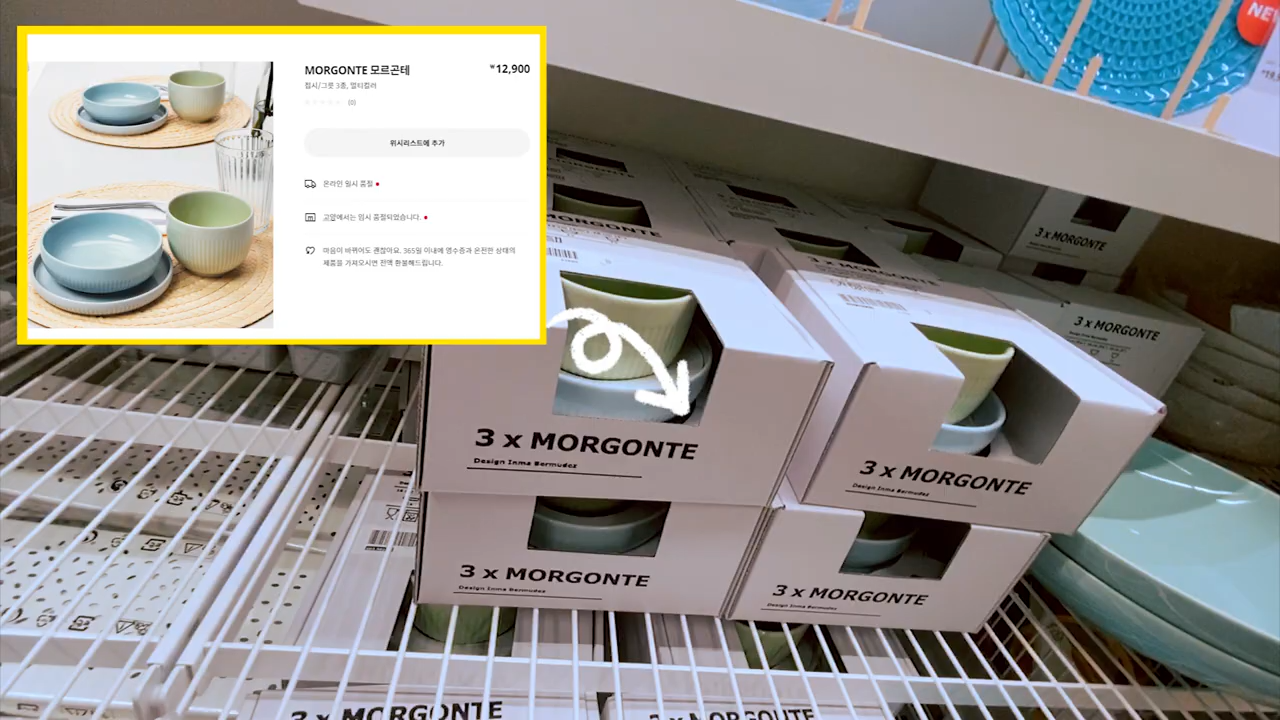 MORGONTE 모르곤테
₩12,900
접시/그릇 3종, 멀티컬러
(0)
위시리스트에 추가
온라인 일시 품절
고양에서는 일시 품절되었습니다.
마음이 바뀌어도 괜찮아요. 365일 이내에 영수증과 온전한 상태의
제품을 가져오시면 전액 환불해드립니다.
NEW
3 x MORGONTE
3 x MORGONTE
3 x MORGONTE
Design Inma Bermudez
3 x MORGONTE
Design Inma Bermudez
3 x MORGONTE
Design Inma Bermudez
3 x MORGONTE
Design Inma Bermudez
3 x MORGONTE
3 x MORGONTE